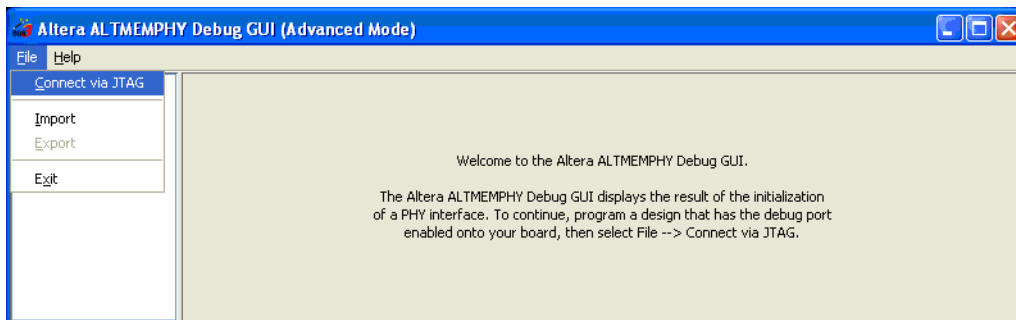 Altera ALTMEMPHY Debug GUI (Advanced Mode)
File Help
Connect via JTAG
Import
Export
Exit
Welcome to the Altera ALTMEMPHY Debug GUI.
The Altera ALTMEMPHY Debug GUI displays the result of the initialization
of a PHY interface. To continue, program a design that has the debug port
enabled onto your board, then select File --> Connect via JTAG.